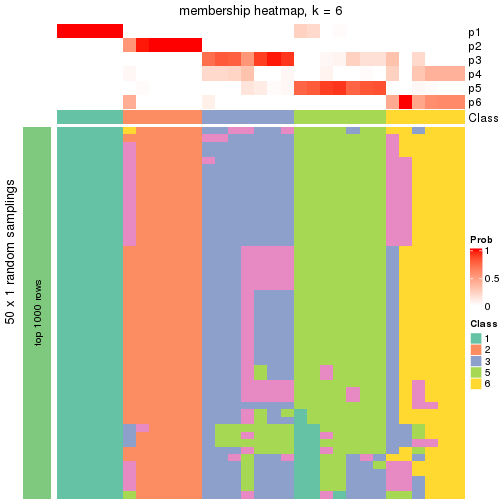 membership heatmap, k = 6
p1
p2
p3
p4
p5
p6
Class
50 x 1 random samplings
top 1000 rows
Prob
1
0.5
0
Class
1
2
3
5
6